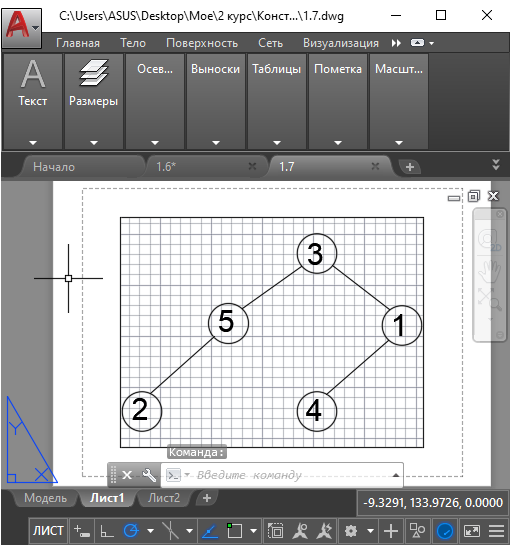 A C:\Users\ASUS\Desktop\Мое\2 курс\Конст...\1.7.dwg
Главная Тело Поверхность Сеть Визуализация
A
Текст Размеры Осев... Выноски Таблицы Пометка Масшт...
Начало 1.6* 1.7
2D
3
5 1
2 4
Y
X
Команда:
Введите команду
Модель Лист1 Лист2 +
-9.3291, 133.9726, 0.0000
ЛИСТ